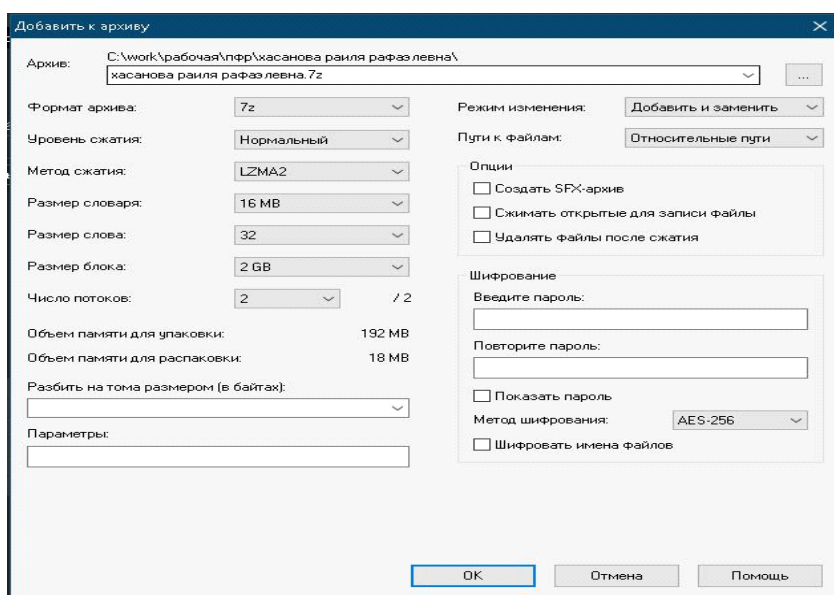 Добавить к архиву
Архив:
C:\work\рабочая\пфр\хасанова раиля рафаэлевна\
хасанова раиля рафаэлевна.7z
...
Формат архива: 7z
Уровень сжатия: Нормальный
Метод сжатия: LZMA2
Размер словаря: 16 MB
Размер слова: 32
Размер блока: 2 GB
Число потоков: 2 / 2
Объем памяти для упаковки: 192 MB
Объем памяти для распаковки: 18 MB
Разбить на тома размером (в байтах):
Параметры:
Режим изменения: Добавить и заменить
Пути к файлам: Относительные пути
Опции
Создать SFX-архив
Сжимать открытые для записи файлы
Удалять файлы после сжатия
Шифрование
Введите пароль:
Повторите пароль:
Показать пароль
Метод шифрования: AES-256
Шифровать имена файлов
OK
Отмена
Помощь